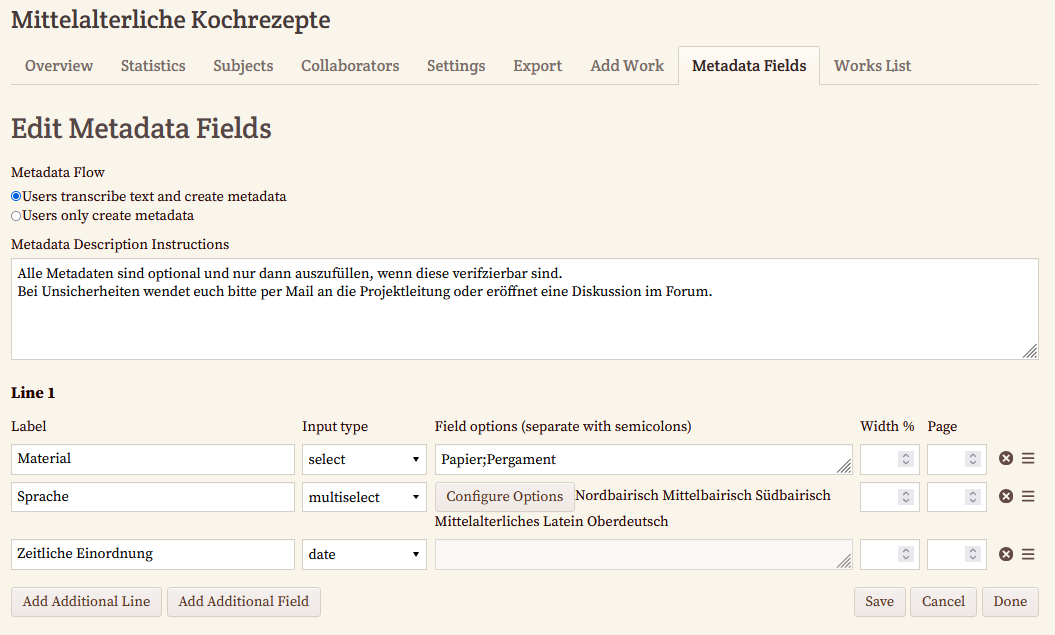 Mittelalterliche Kochrezepte
Overview Statistics Subjects Collaborators Settings Export Add Work Metadata Fields Works List
Edit Metadata Fields
Metadata Flow
Users transcribe text and create metadata
Users only create metadata
Metadata Description Instructions
Alle Metadaten sind optional und nur dann auszufüllen, wenn diese verifzierbar sind.
Bei Unsicherheiten wendet euch bitte per Mail an die Projektleitung oder eröffnet eine Diskussion im Forum.
Line 1
Label Input type Field options (separate with semicolons) Width % Page
Material select Papier;Pergament
Sprache multiselect Configure Options Nordbairisch Mittelbairisch Südbairisch
Mittelalterliches Latein Oberdeutsch
Zeitliche Einordnung date
Add Additional Line Add Additional Field Save Cancel Done